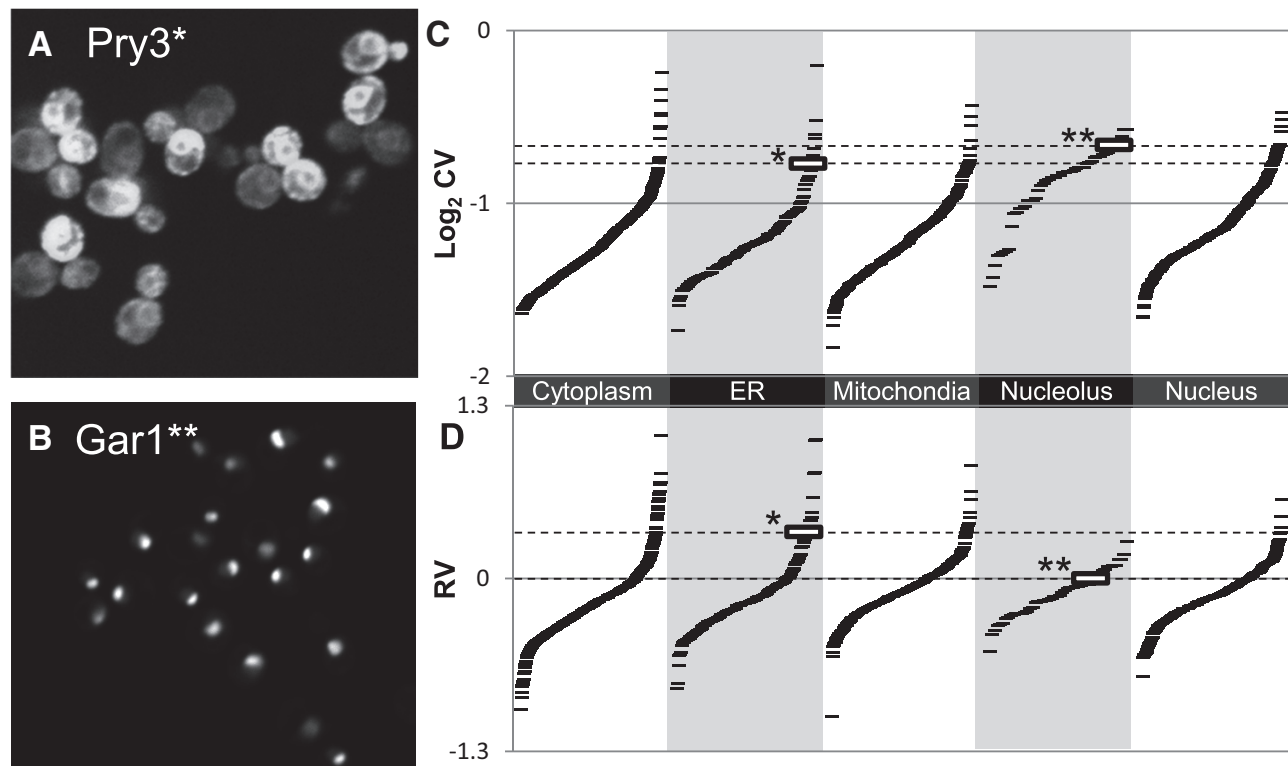 A Pry3*
B Gar1**
C
Log2 CV
0
-1
-2
*
**
Cytoplasm ER Mitochondia Nucleolus Nucleus
D
RV
1.3
0
-1.3
*
**